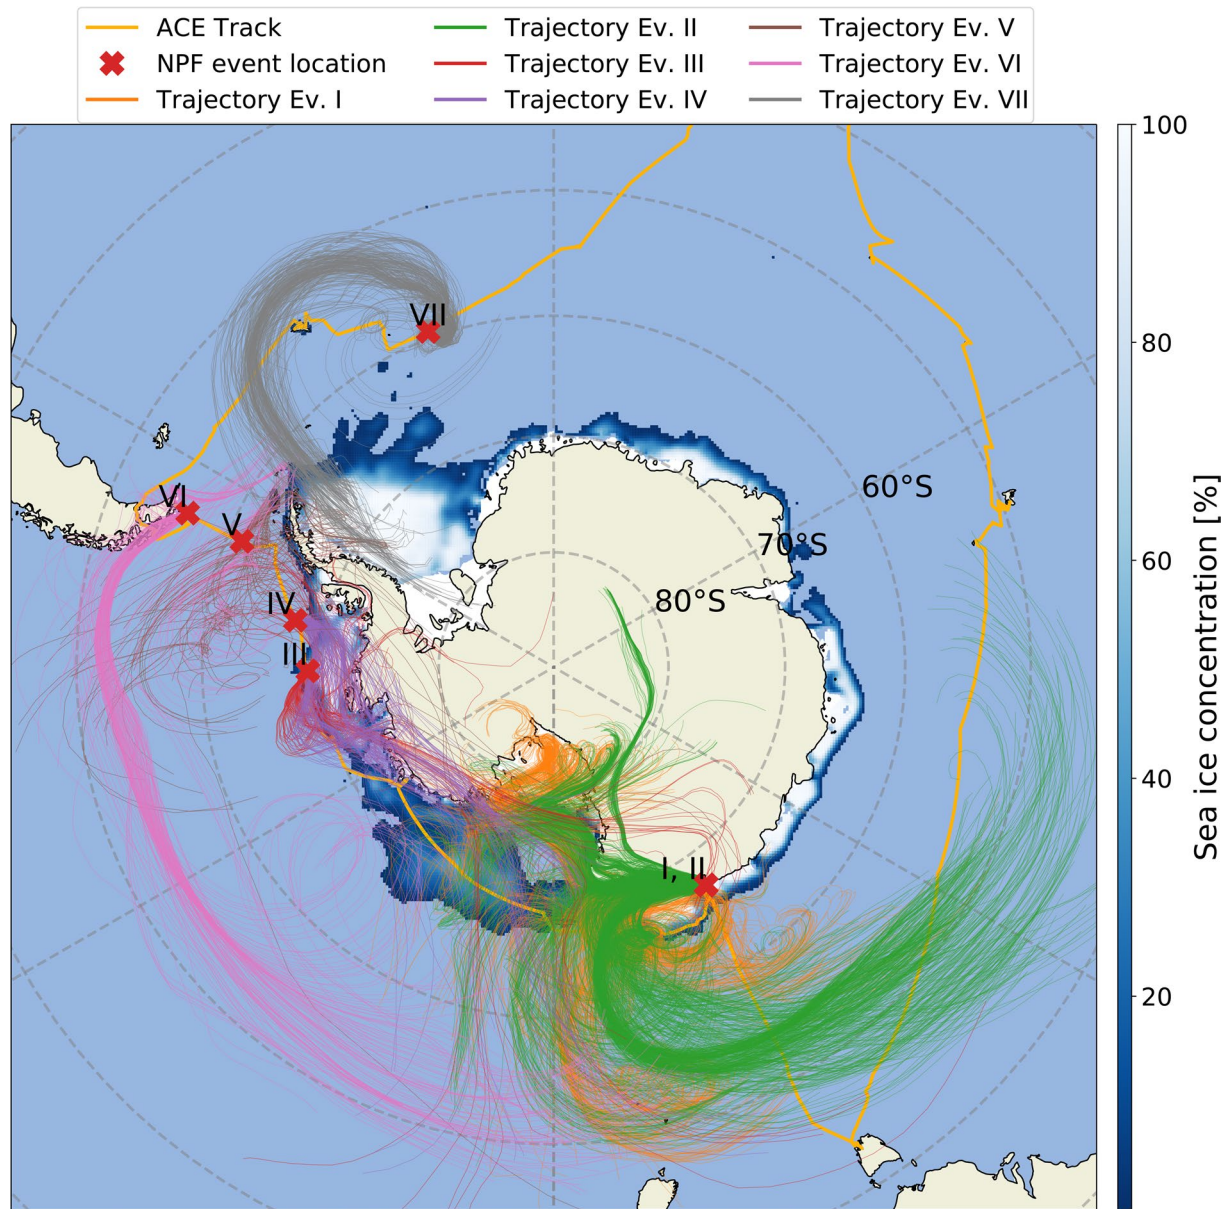 ACE Track
NPF event location
Trajectory Ev. I
Trajectory Ev. II
Trajectory Ev. III
Trajectory Ev. IV
Trajectory Ev. V
Trajectory Ev. VI
Trajectory Ev. VII
100
80
60
40
20
Sea ice concentration [%]
VII
VI
V
IV
III
I, II
60°S
70°S
80°S